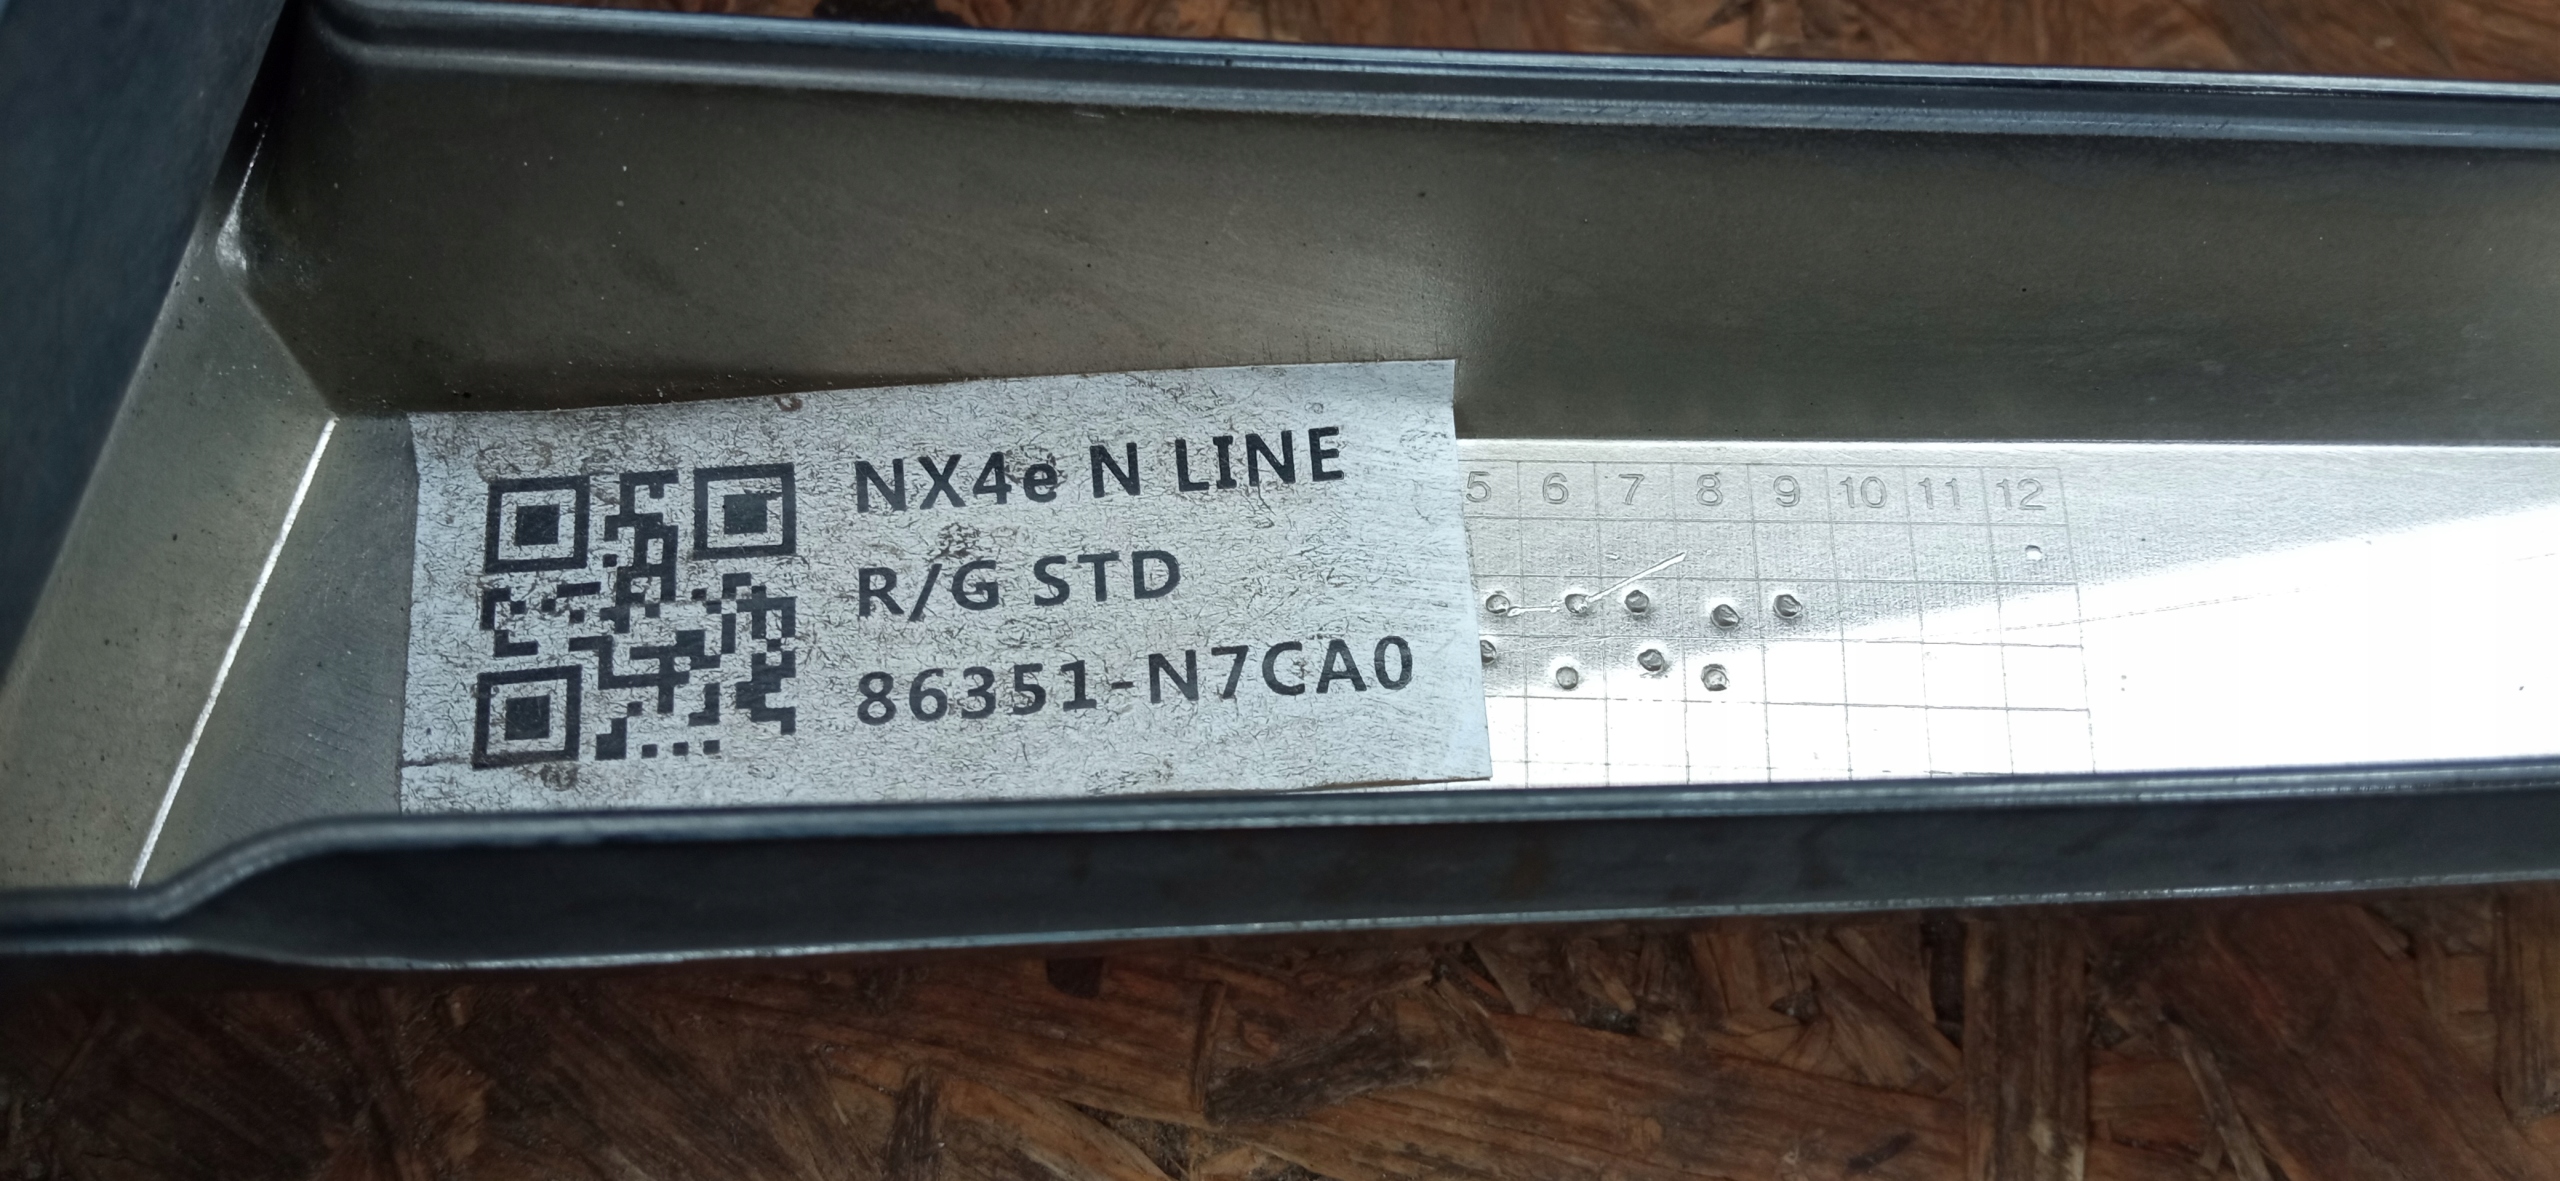 NX4e N LINE
R/G STD
86351-N7CA0
5 6 7 8 9 10 11 12